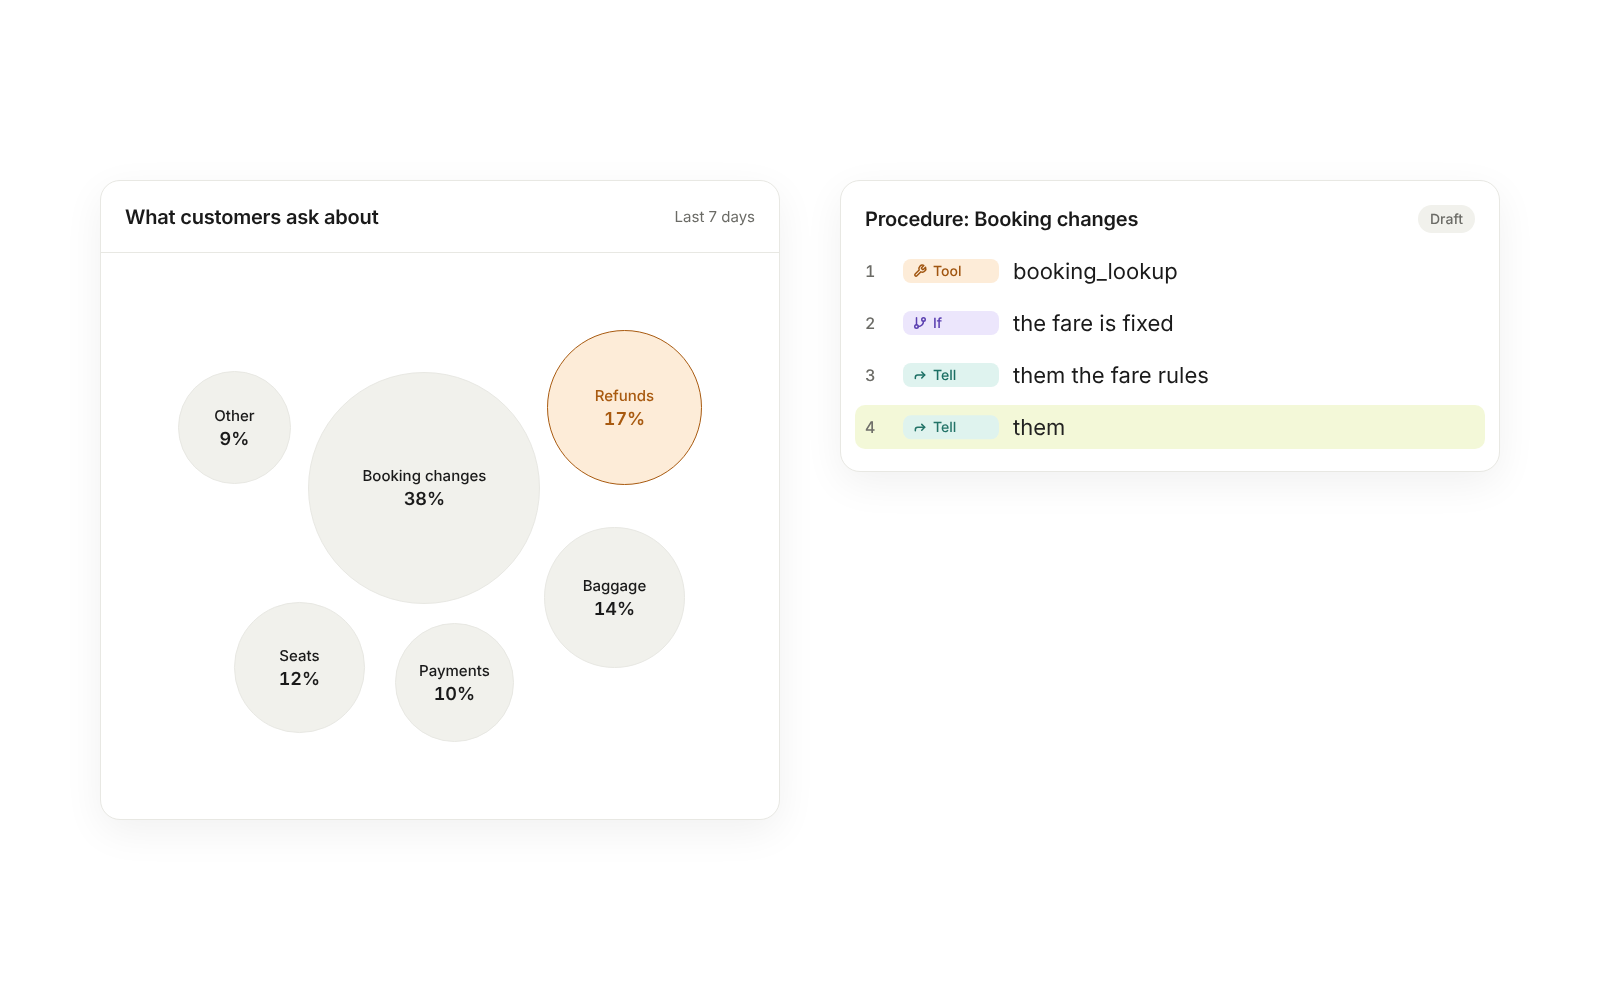 What customers ask about
Last 7 days
Other
9%
Booking changes
38%
Refunds
17%
Baggage
14%
Seats
12%
Payments
10%
Procedure: Booking changes
Draft
1 Tool booking_lookup
2 If the fare is fixed
3 Tell them the fare rules
4 Tell them